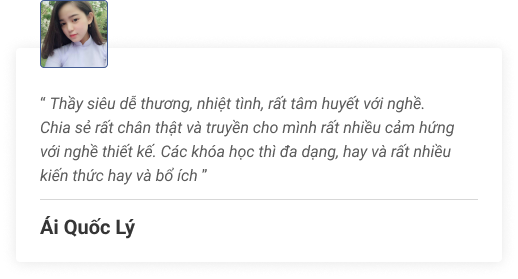 “ Thầy siêu dễ thương, nhiệt tình, rất tâm huyết với nghề.
Chia sẻ rất chân thật và truyền cho mình rất nhiều cảm hứng
với nghề thiết kế. Các khóa học thì đa dạng, hay và rất nhiều
kiến thức hay và bổ ích ”
Ái Quốc Lý